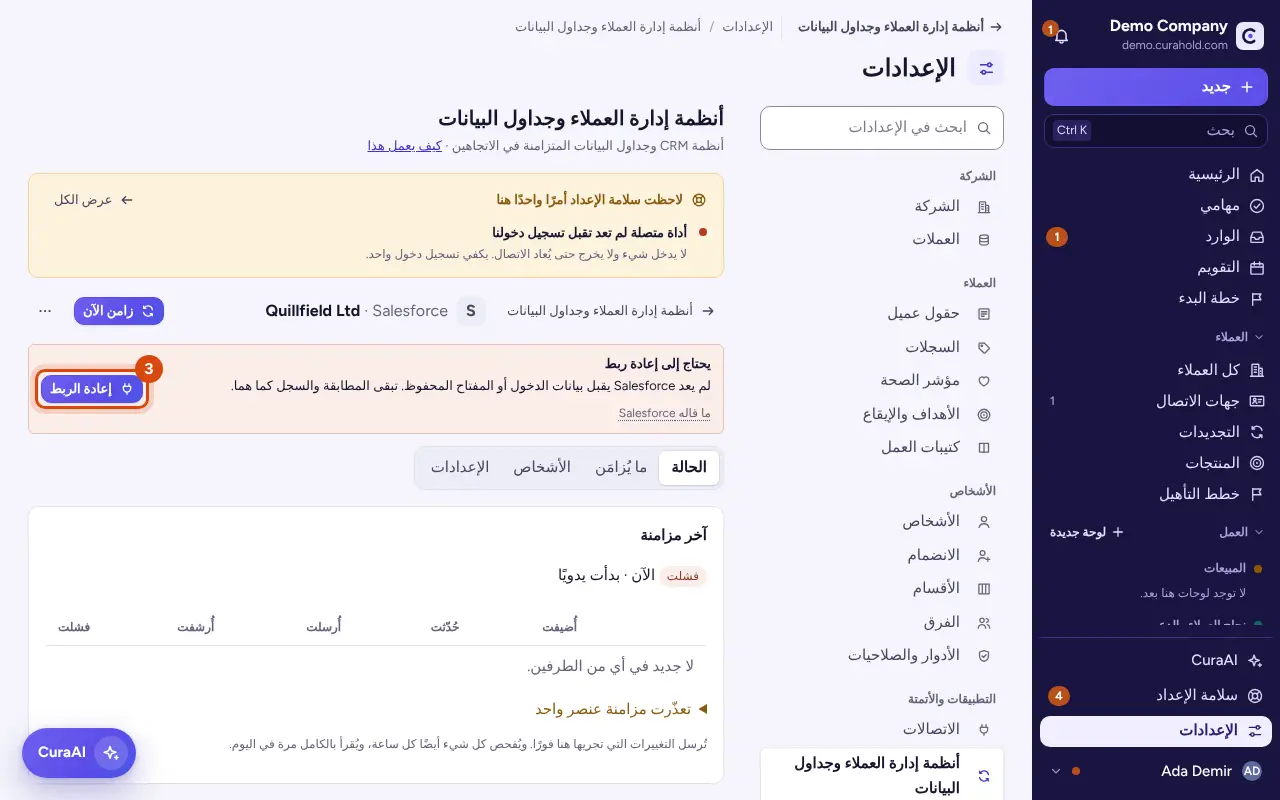 Demo Company
demo.curahold.com
1
جديد
بحث
Ctrl K
الرئيسية
مهامي
الوارد
1
التقويم
خطة البدء
العملاء
كل العملاء
جهات الاتصال
1
التجديدات
المنتجات
خطط التأهيل
العمل
لوحة جديدة
المبيعات
لا توجد لوحات هنا بعد.
CuraAI
سلامة الإعداد
4
الإعدادات
Ada Demir
AD
أنظمة إدارة العملاء وجداول البيانات
الإعدادات / أنظمة إدارة العملاء وجداول البيانات
الإعدادات
ابحث في الإعدادات
الشركة
الشركة
العملات
العملاء
حقول عميل
السجلات
مؤشر الصحة
الأهداف والإيقاع
كتيبات العمل
الأشخاص
الأشخاص
الانضمام
الأقسام
الفرق
الأدوار والصلاحيات
التطبيقات والأتمتة
الاتصالات
أنظمة إدارة العملاء وجداول
البيانات
أنظمة إدارة العملاء وجداول البيانات
أنظمة CRM وجداول البيانات المتزامنة في الاتجاهين · كيف يعمل هذا
لاحظت سلامة الإعداد أمرًا واحدًا هنا
عرض الكل
أداة متصلة لم تعد تقبل تسجيل دخولنا
لا يدخل شيء ولا يخرج حتى يُعاد الاتصال. يكفي تسجيل دخول واحد.
أنظمة إدارة العملاء وجداول البيانات
S
Quillfield Ltd · Salesforce
زامن الآن
يحتاج إلى إعادة ربط
لم يعد Salesforce يقبل بيانات الدخول أو المفتاح المحفوظ. تبقى المطابقة والسجل كما هما.
ما قاله Salesforce
إعادة الربط
3
الحالة
ما يُزامَن
الأشخاص
الإعدادات
آخر مزامنة
فشلت الآن · بدأت يدويًا
أُضيفت
حُدّثت
أُرسلت
أُرشفت
فشلت
لا جديد في أي من الطرفين.
تعذّرت مزامنة عنصر واحد
تُرسل التغييرات التي تجريها هنا فورًا. ويُفحص كل شيء أيضًا كل ساعة، ويُقرأ بالكامل مرة في اليوم.
CuraAI